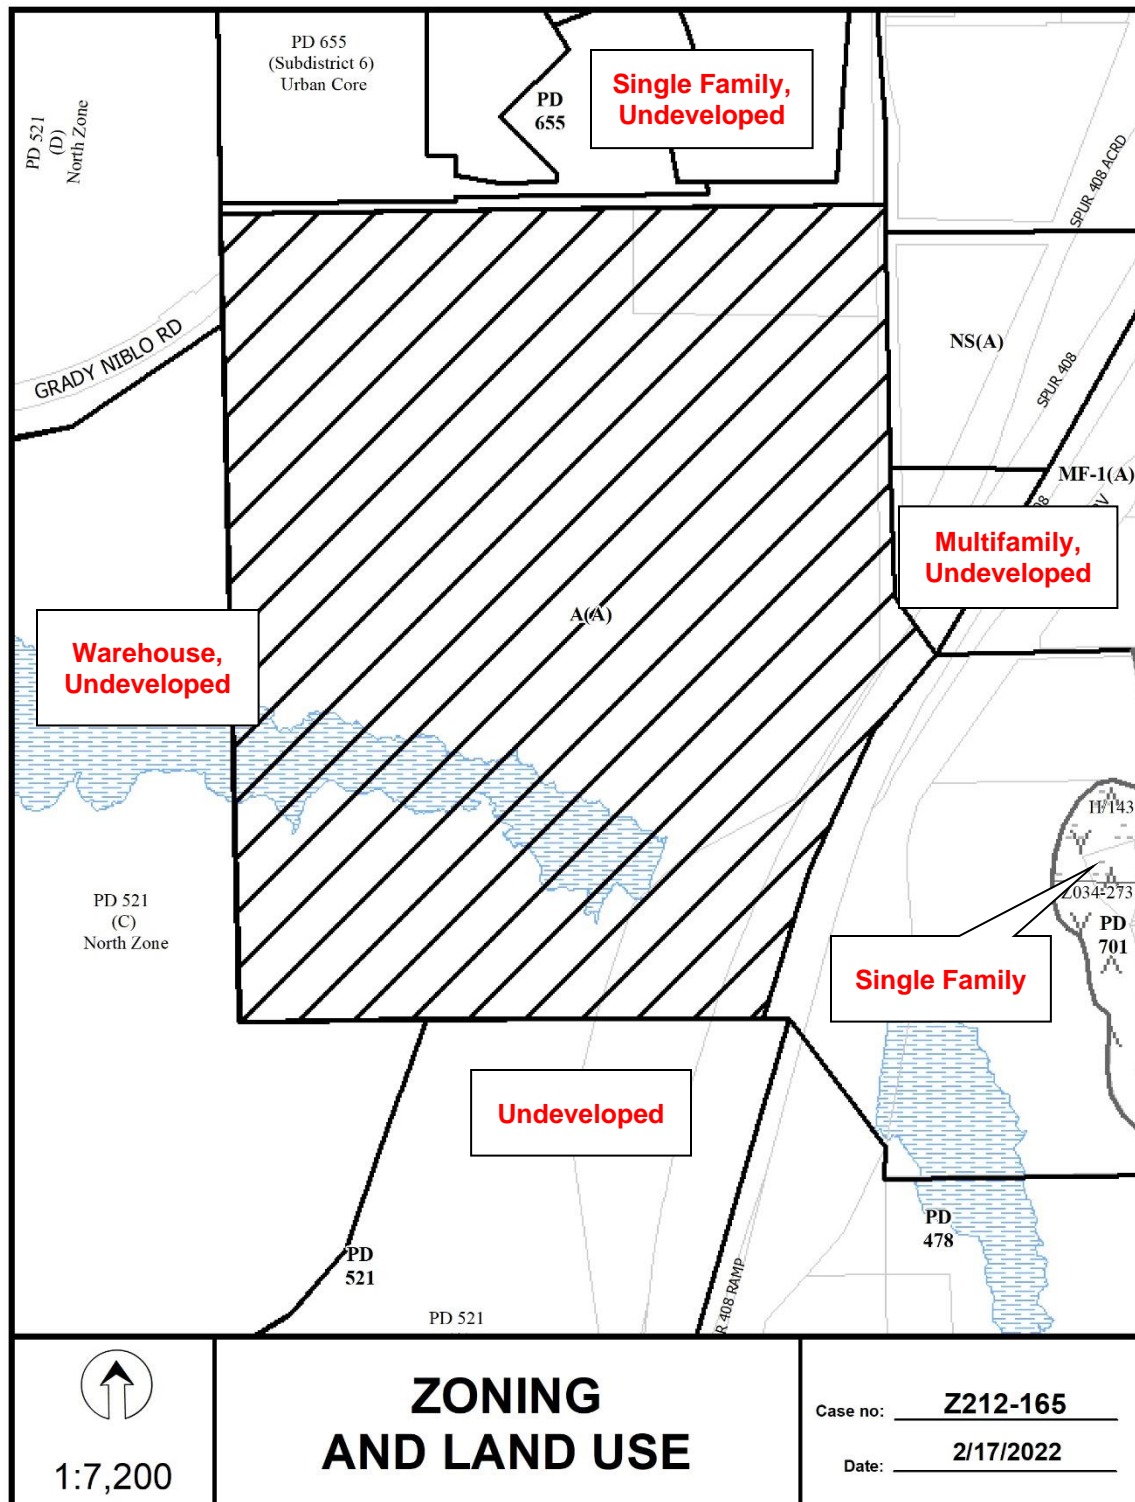 PD 655
(Subdistrict 6)
Urban Core
PD
655
Single Family,
Undeveloped
PD 521
(D)
North Zone
SPUR 408 ACRD
GRADY NIBLO RD
NS(A)
SPUR 408
MF-1(A)
Multifamily,
Undeveloped
A(A)
Warehouse,
Undeveloped
H/143
Z034-273
PD
701
PD 521
(C)
North Zone
Single Family
Undeveloped
PD
478
PD
521
PD 521
R 408 RAMP
1:7,200
ZONING
AND LAND USE
Case no: Z212-165
Date: 2/17/2022